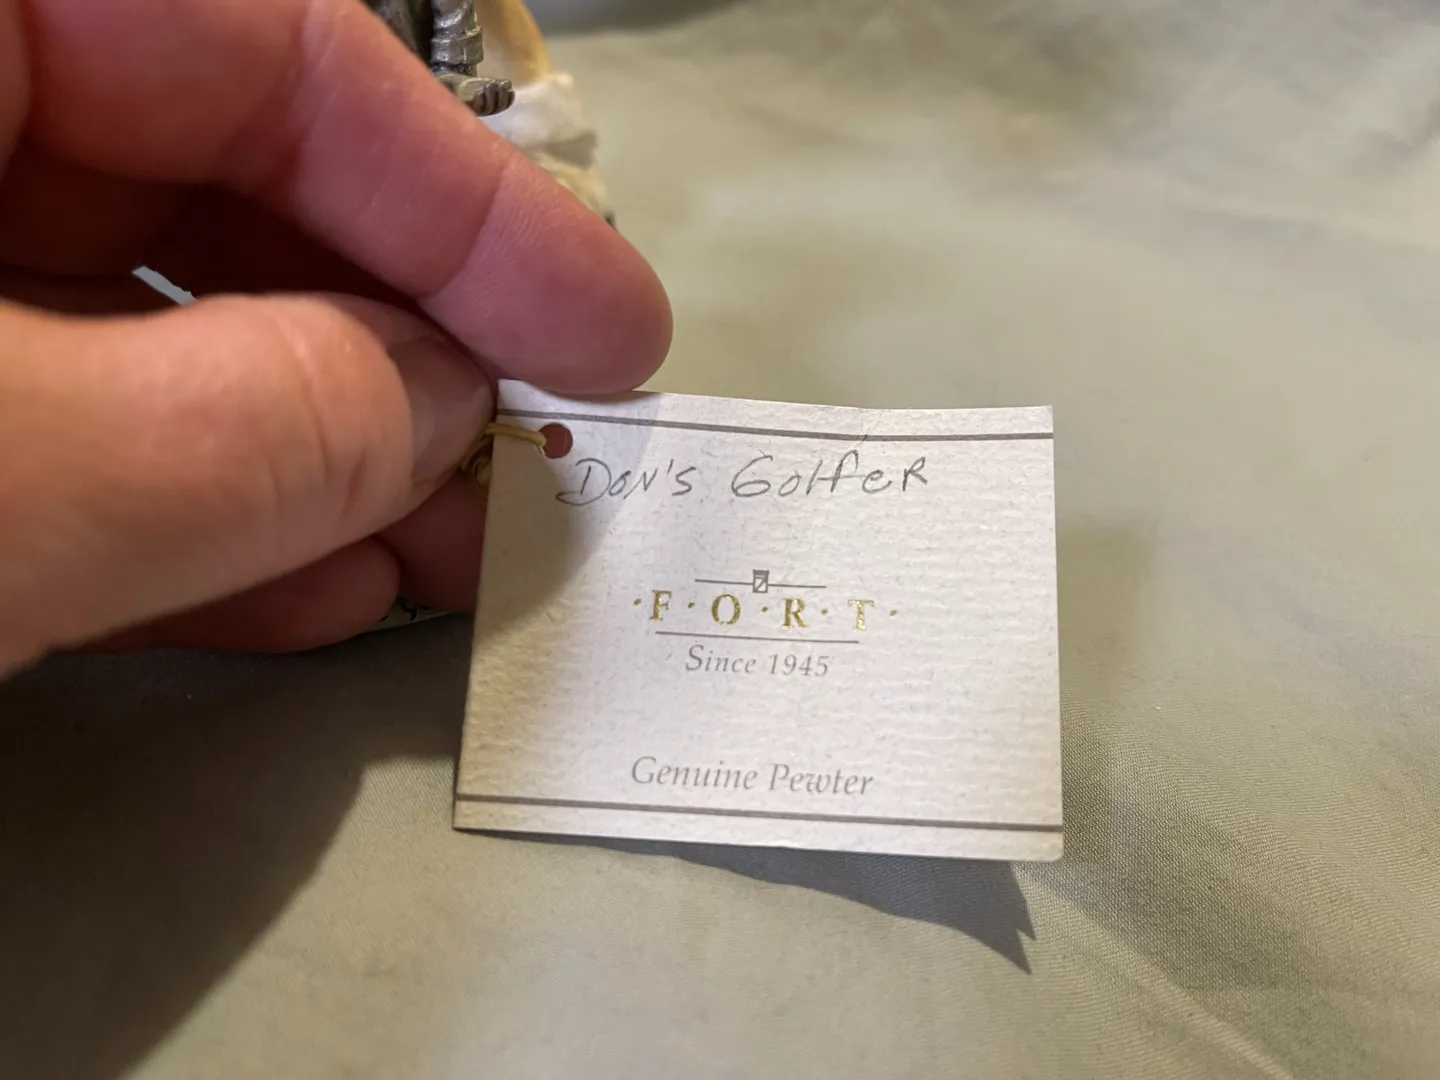 Don's Golfer
·F·O·R·T·
Since 1945
Genuine Pewter